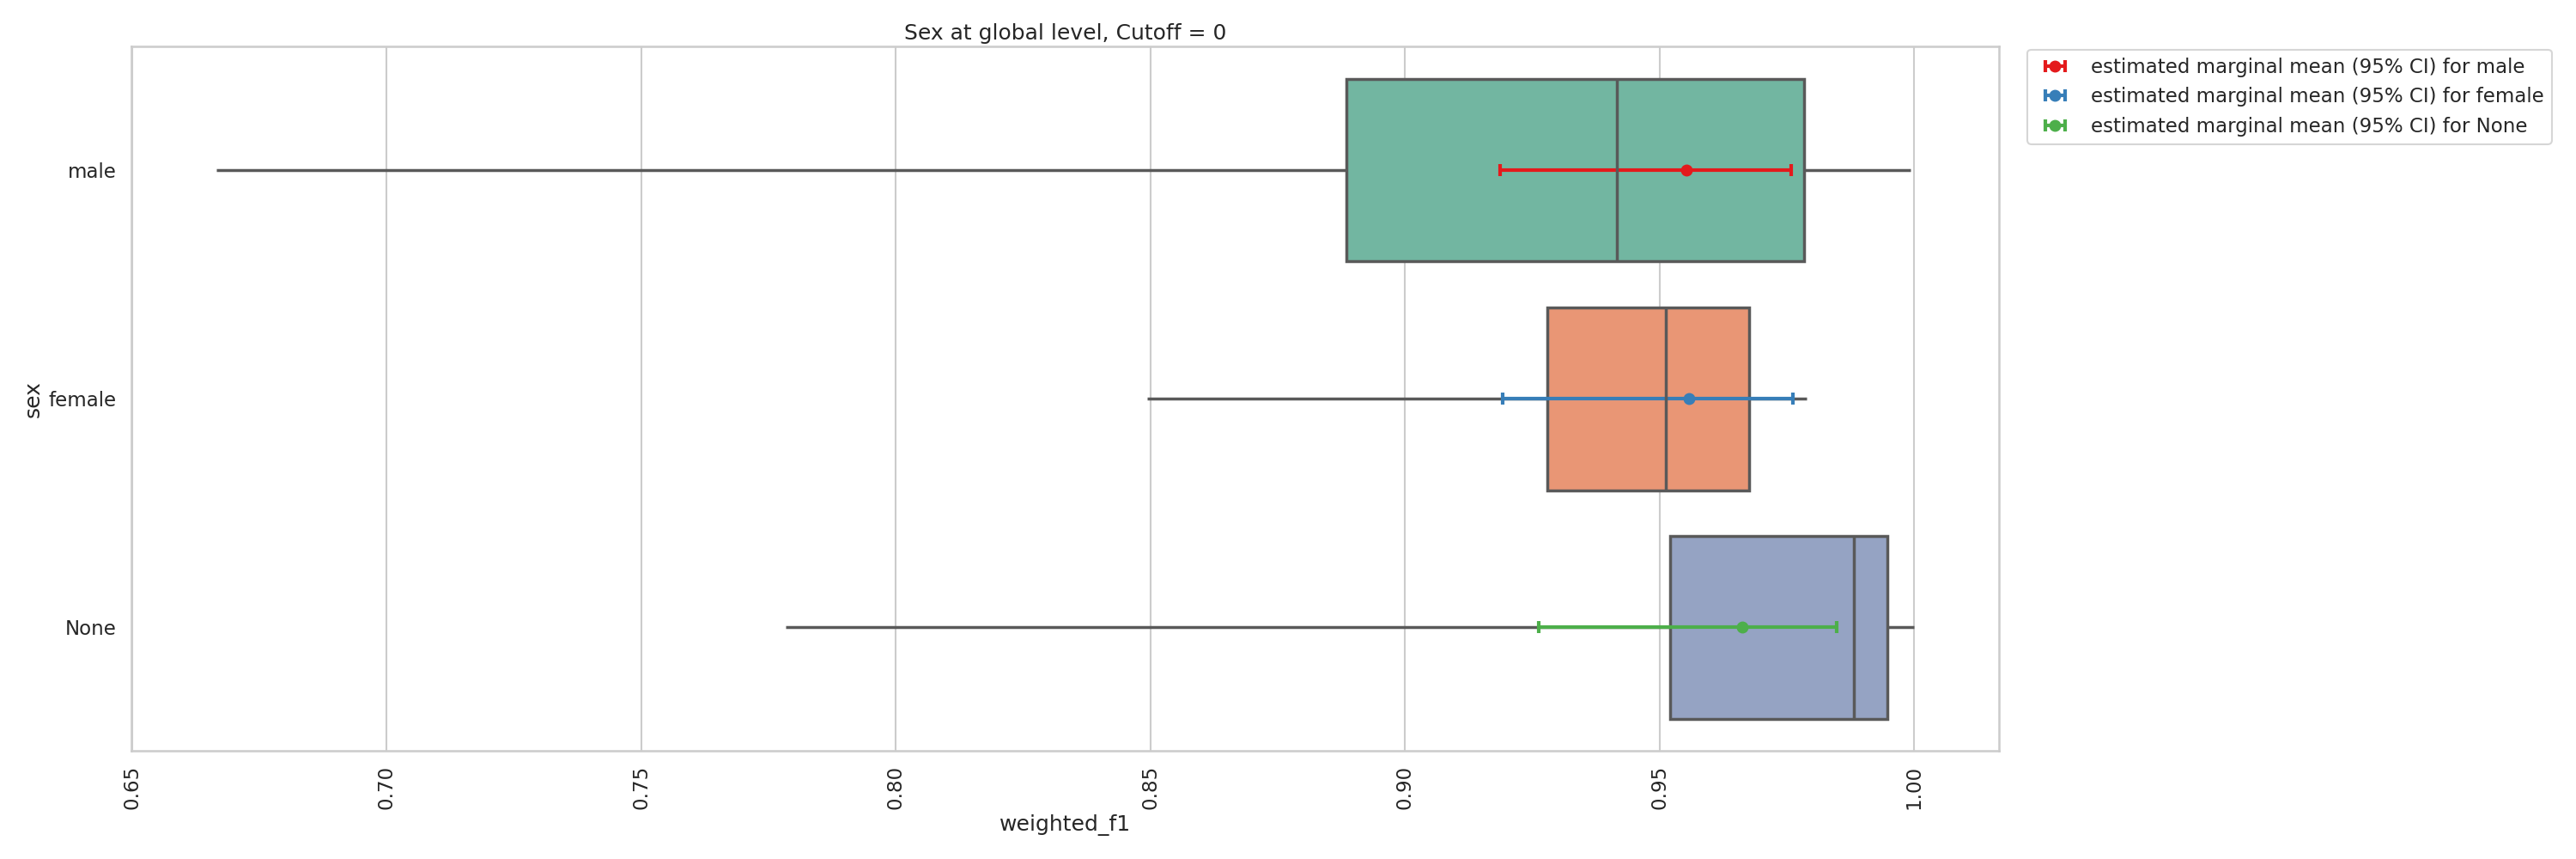 Sex at global level, Cutoff = 0
estimated marginal mean (95% CI) for male
estimated marginal mean (95% CI) for female
estimated marginal mean (95% CI) for None
male
female
None
sex
0.65
0.70
0.75
0.80
0.85
0.90
0.95
1.00
weighted_f1